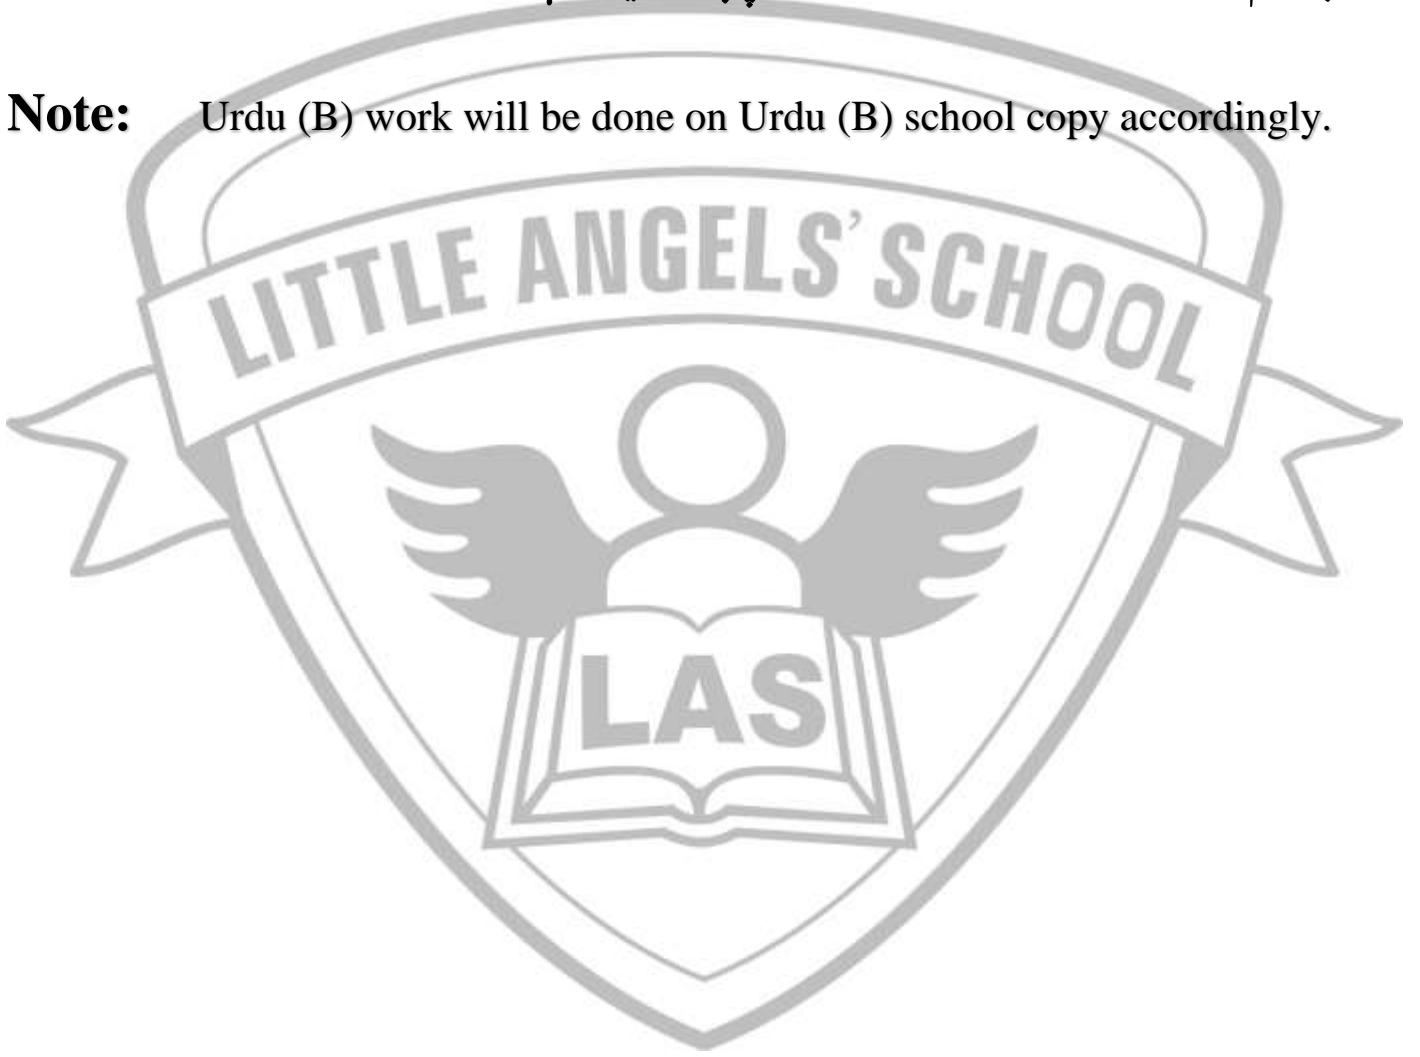 Note: Urdu (B) work will be done on Urdu (B) school copy accordingly.
LITTLE ANGELS' SCHOOL
LAS